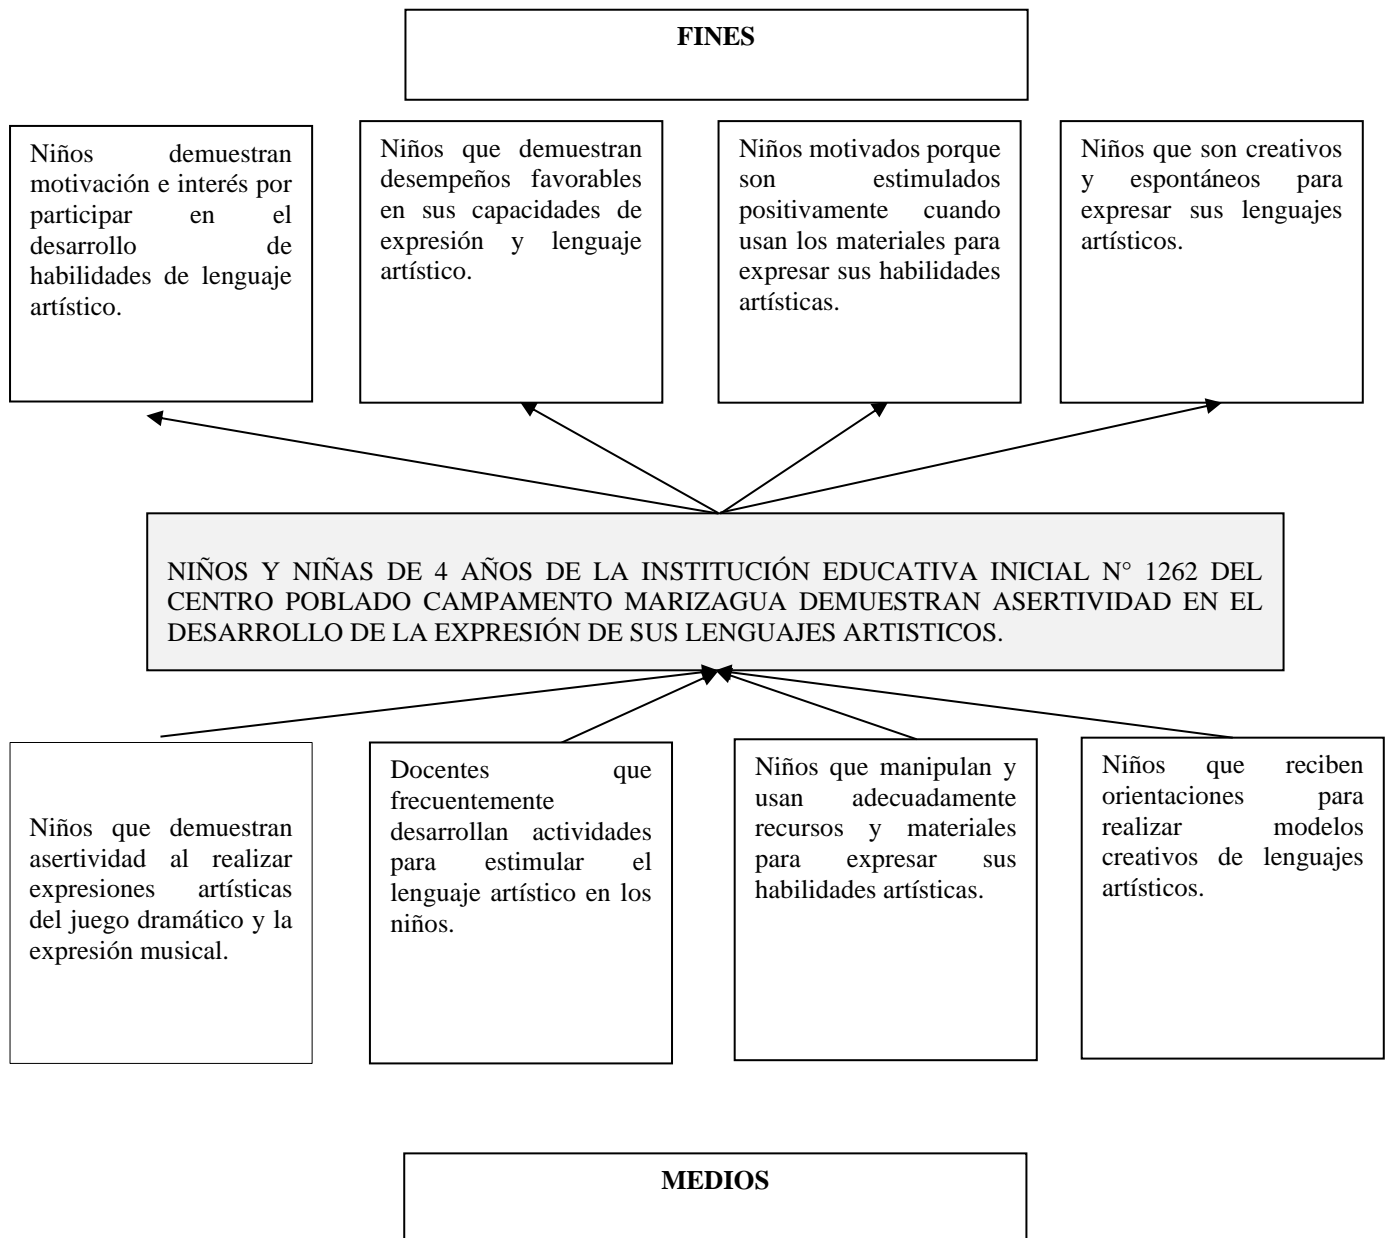 FINES
Niños demuestran
motivación e interés por
participar en el
desarrollo de
habilidades de lenguaje
artístico.
Niños que demuestran
desempeños favorables
en sus capacidades de
expresión y lenguaje
artístico.
Niños motivados porque
son estimulados
positivamente cuando
usan los materiales para
expresar sus habilidades
artísticas.
Niños que son creativos
y espontáneos para
expresar sus lenguajes
artísticos.
NIÑOS Y NIÑAS DE 4 AÑOS DE LA INSTITUCIÓN EDUCATIVA INICIAL N° 1262 DEL
CENTRO POBLADO CAMPAMENTO MARIZAGUA DEMUESTRAN ASERTIVIDAD EN EL
DESARROLLO DE LA EXPRESIÓN DE SUS LENGUAJES ARTISTICOS.
Niños que demuestran
asertividad al realizar
expresiones artísticas
del juego dramático y la
expresión musical.
Docentes que
frecuentemente
desarrollan actividades
para estimular el
lenguaje artístico en los
niños.
Niños que manipulan y
usan adecuadamente
recursos y materiales
para expresar sus
habilidades artísticas.
Niños que reciben
orientaciones para
realizar modelos
creativos de lenguajes
artísticos.
MEDIOS